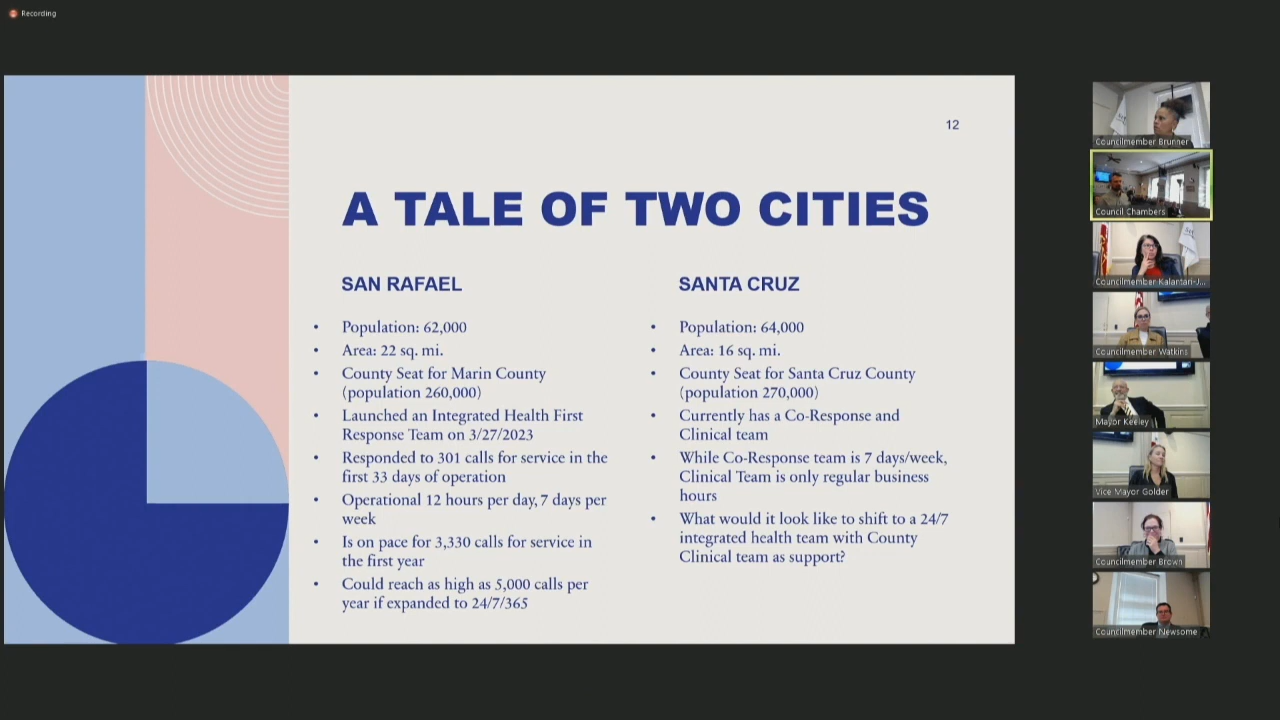 Recording
12
A TALE OF TWO CITIES
SAN RAFAEL
• Population: 62,000
• Area: 22 sq. mi.
• County Seat for Marin County
(population 260,000)
• Launched an Integrated Health First
Response Team on 3/27/2023
• Responded to 301 calls for service in the
first 33 days of operation
• Operational 12 hours per day, 7 days per
week
• Is on pace for 3,330 calls for service in
the first year
• Could reach as high as 5,000 calls per
year if expanded to 24/7/365
SANTA CRUZ
• Population: 64,000
• Area: 16 sq. mi.
• County Seat for Santa Cruz County
(population 270,000)
• Currently has a Co-Response and
Clinical team
• While Co-Response team is 7 days/week,
Clinical Team is only regular business
hours
• What would it look like to shift to a 24/7
integrated health team with County
Clinical team as support?
Councilmember Brunner
Council Chambers
Councilmember Kalantari-J...
Councilmember Watkins
Mayor Keeley
Vice Mayor Golder
Councilmember Brown
Councilmember Newsome